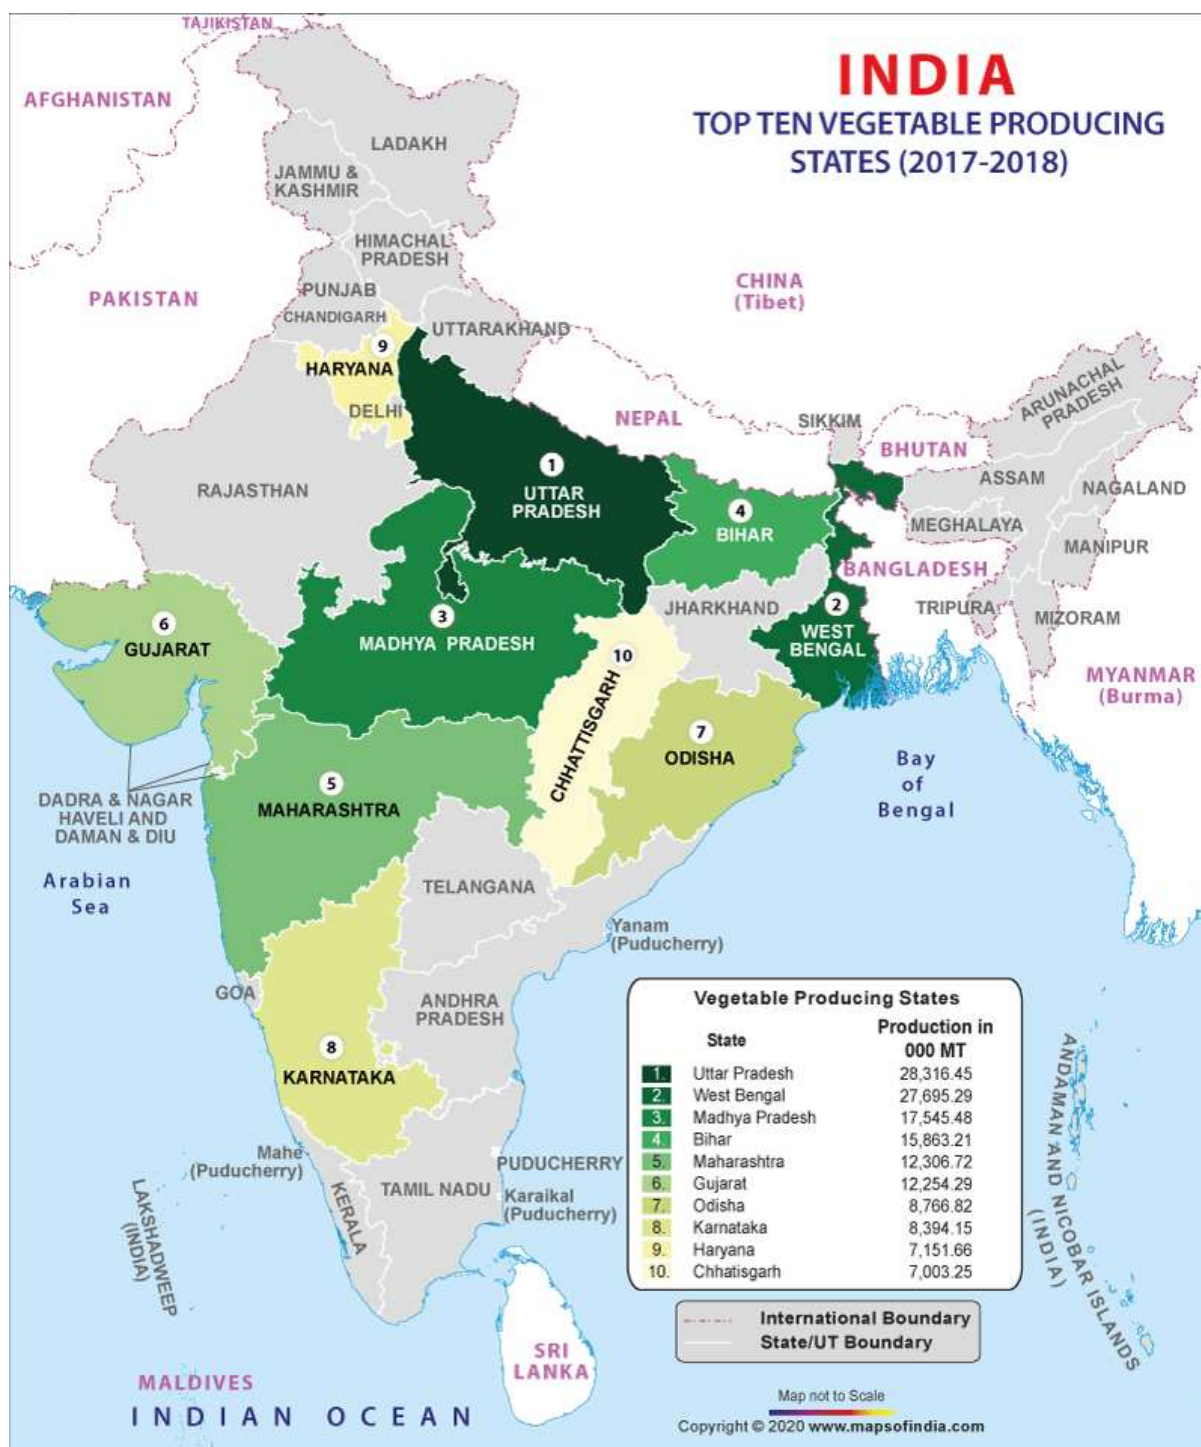 TAJIKISTAN
INDIA
TOP TEN VEGETABLE PRODUCING
STATES (2017-2018)
AFGHANISTAN
LADAKH
JAMMU &
KASHMIR
HIMACHAL
PRADESH
CHINA
(Tibet)
PAKISTAN
PUNJAB
CHANDIGARH
UTTARAKHAND
9
HARYANA
DELHI
NEPAL
SIKKIM
BHUTAN
ARUNACHAL
PRADESH
ASSAM
NAGALAND
MEGHALAYA
MANIPUR
RAJASTHAN
1
UTTAR
PRADESH
4
BIHAR
BANGLADESH
TRIPURA
MIZORAM
JHARKHAND
2
WEST
BENGAL
6
GUJARAT
3
MADHYA PRADESH
10
CHHATTISGARH
MYANMAR
(Burma)
7
ODISHA
Bay
of
Bengal
5
MAHARASHTRA
DADRA & NAGAR
HAVELI AND
DAMAN & DIU
Arabian
Sea
TELANGANA
Yanam
(Puducherry)
GOA
ANDHRA
PRADESH
8
KARNATAKA
Mahe
(Puducherry)
PUDUCHERRY
TAMIL NADU
Karaikal
(Puducherry)
KERALA
LAKSHADWEEP
(INDIA)
ANDAMAN AND NICOBAR ISLANDS
(INDIA)
Vegetable Producing States
State Production in
000 MT
1. Uttar Pradesh 28,316.45
2. West Bengal 27,695.29
3. Madhya Pradesh 17,545.48
4. Bihar 15,863.21
5. Maharashtra 12,306.72
6. Gujarat 12,254.29
7. Odisha 8,766.82
8. Karnataka 8,394.15
9. Haryana 7,151.66
10. Chhatisgarh 7,003.25
International Boundary
State/UT Boundary
SRI
LANKA
MALDIVES
INDIAN OCEAN
Map not to Scale
Copyright © 2020 www.mapsofindia.com